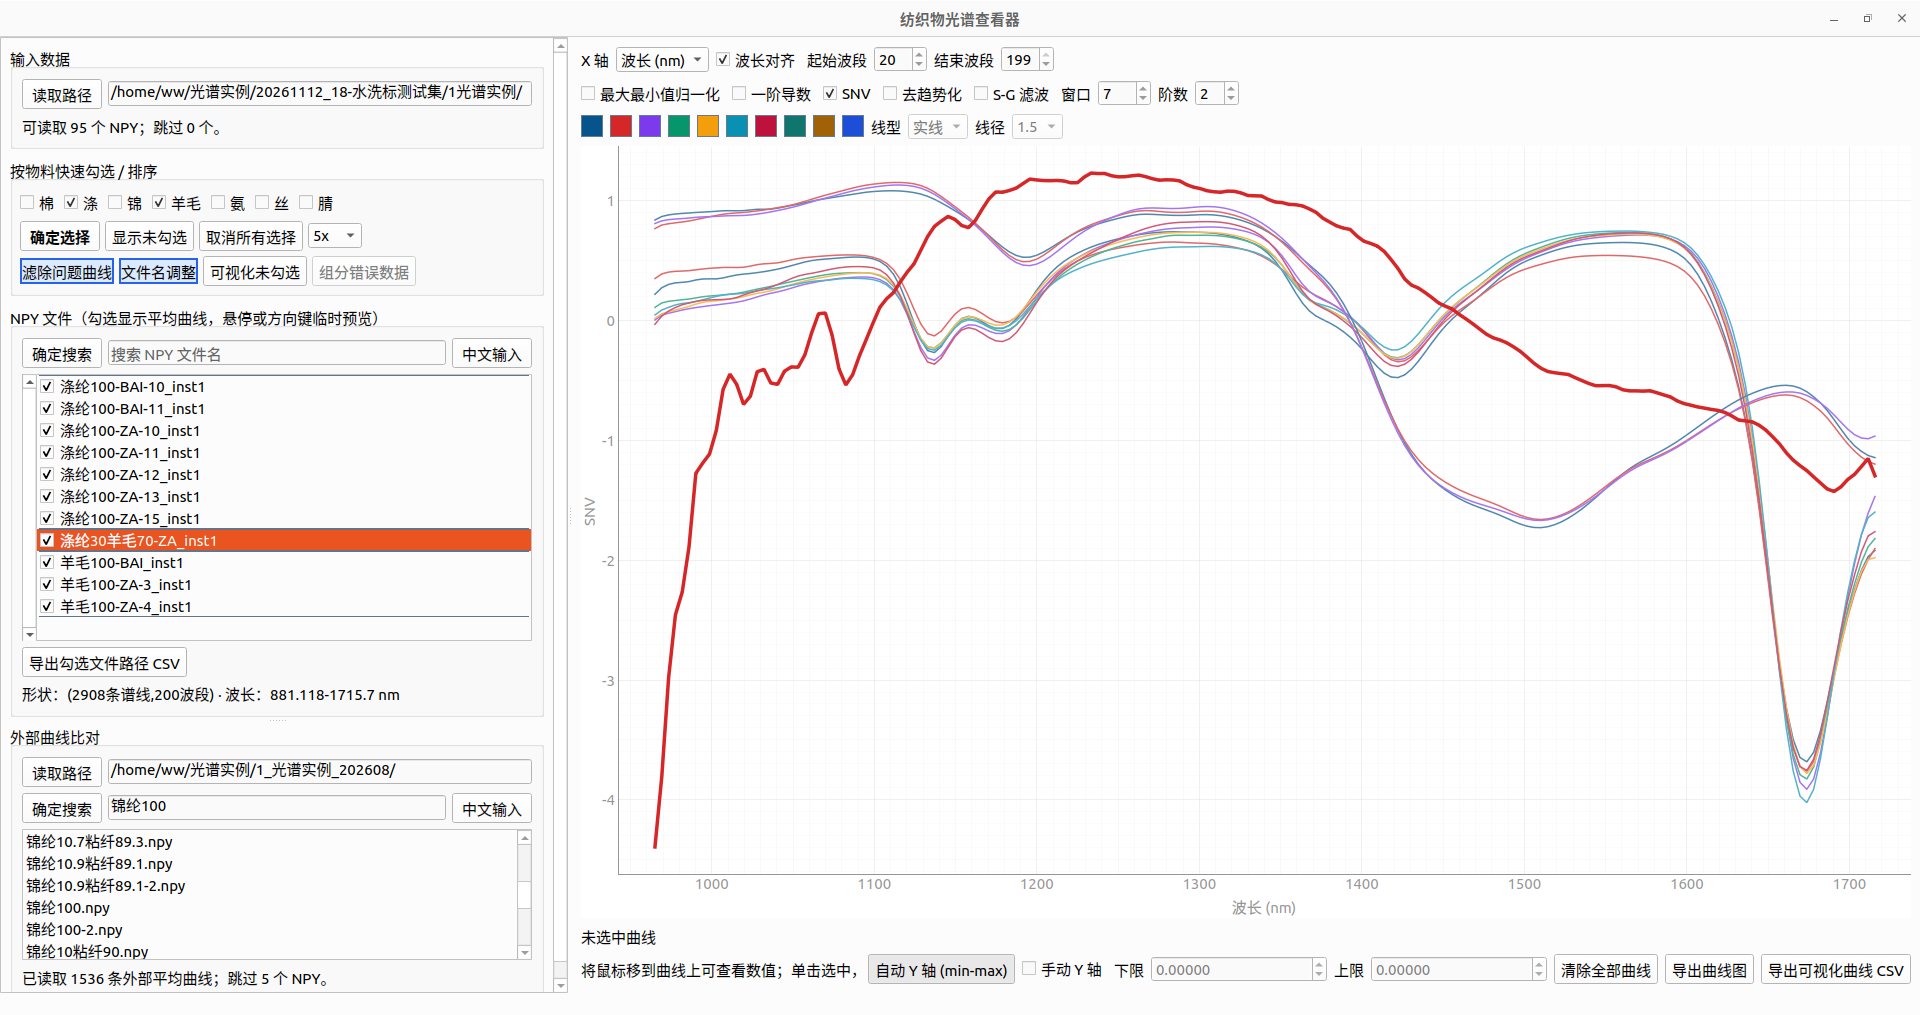 纺织物光谱查看器
输入数据
读取路径 /home/ww/光谱实例/20261112_18-水洗标测试集/1光谱实例/
可读取 95 个 NPY；跳过 0 个。
按物料快速勾选 / 排序
棉 涤 锦 羊毛 氨 丝 腈
确定选择 显示未勾选 取消所有选择 5x
滤除问题曲线 文件名调整 可视化未勾选 组分错误数据
NPY 文件（勾选显示平均曲线，悬停或方向键临时预览）
确定搜索 搜索 NPY 文件名 中文输入
涤纶100-BAI-10_inst1
涤纶100-BAI-11_inst1
涤纶100-ZA-10_inst1
涤纶100-ZA-11_inst1
涤纶100-ZA-12_inst1
涤纶100-ZA-13_inst1
涤纶100-ZA-15_inst1
涤纶30羊毛70-ZA_inst1
羊毛100-BAI_inst1
羊毛100-ZA-3_inst1
羊毛100-ZA-4_inst1
导出勾选文件路径 CSV
形状：(2908条谱线,200波段) · 波长：881.118-1715.7 nm
外部曲线比对
读取路径 /home/ww/光谱实例/1_光谱实例_202608/
确定搜索 锦纶100 中文输入
锦纶10.7粘纤89.3.npy
锦纶10.9粘纤89.1.npy
锦纶10.9粘纤89.1-2.npy
锦纶100.npy
锦纶100-2.npy
锦纶10粘纤90.npy
已读取 1536 条外部平均曲线；跳过 5 个 NPY。
X 轴 波长 (nm) 波长对齐 起始波段 20 结束波段 199
最大最小值归一化 一阶导数 SNV 去趋势化 S-G 滤波 窗口 7 阶数 2
线型 实线 线径 1.5
1
0
-1
-2
-3
-4
SNV
1000 1100 1200 1300 1400 1500 1600 1700
波长 (nm)
未选中曲线
将鼠标移到曲线上可查看数值；单击选中， 自动 Y 轴 (min-max) 手动 Y 轴 下限 0.00000 上限 0.00000 清除全部曲线 导出曲线图 导出可视化曲线 CSV